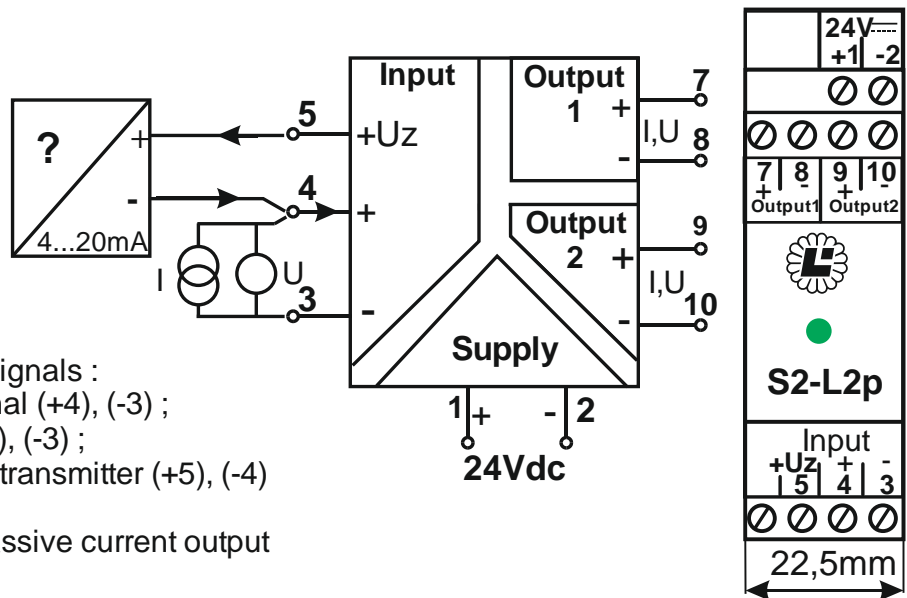 Input
Output
1
+
-
7
I,U
8
5
+Uz
?
+
-
4...20mA
4
+
I
U
3
-
Output
2
+
-
9
I,U
10
Supply
1
+
-
2
24Vdc
ignals :
nal (+4), (-3) ;
), (-3) ;
transmitter (+5), (-4)
ssive current output
24V
+1 -2
7 8 9 10
+ - + -
Output1 Output2
S2-L2p
Input
+Uz + -
5 4 3
22,5mm